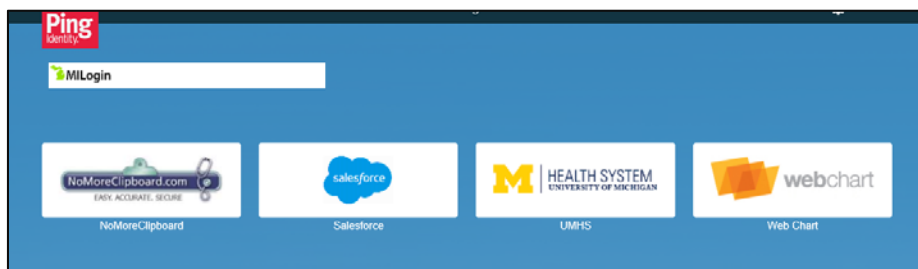 Ping
Identity.
MILogin
NoMoreClipboard.com
EASY. ACCURATE. SECURE
salesforce
M HEALTH SYSTEM
UNIVERSITY OF MICHIGAN
webchart
NoMoreClipboard
Salesforce
UMHS
Web Chart